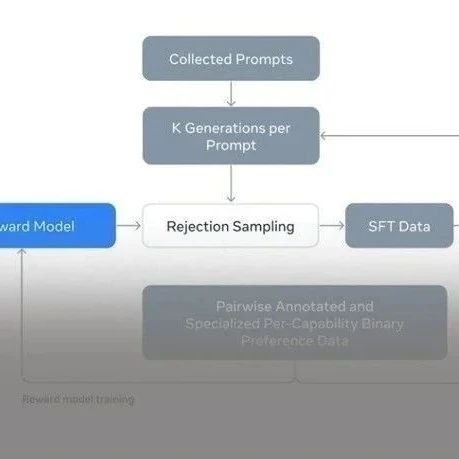 Collected Prompts
K Generations per
Prompt
ward Model
Rejection Sampling
SFT Data
Pairwise Annotated and
Specialized Per-Capability Binary
Preference Data
Reward model training